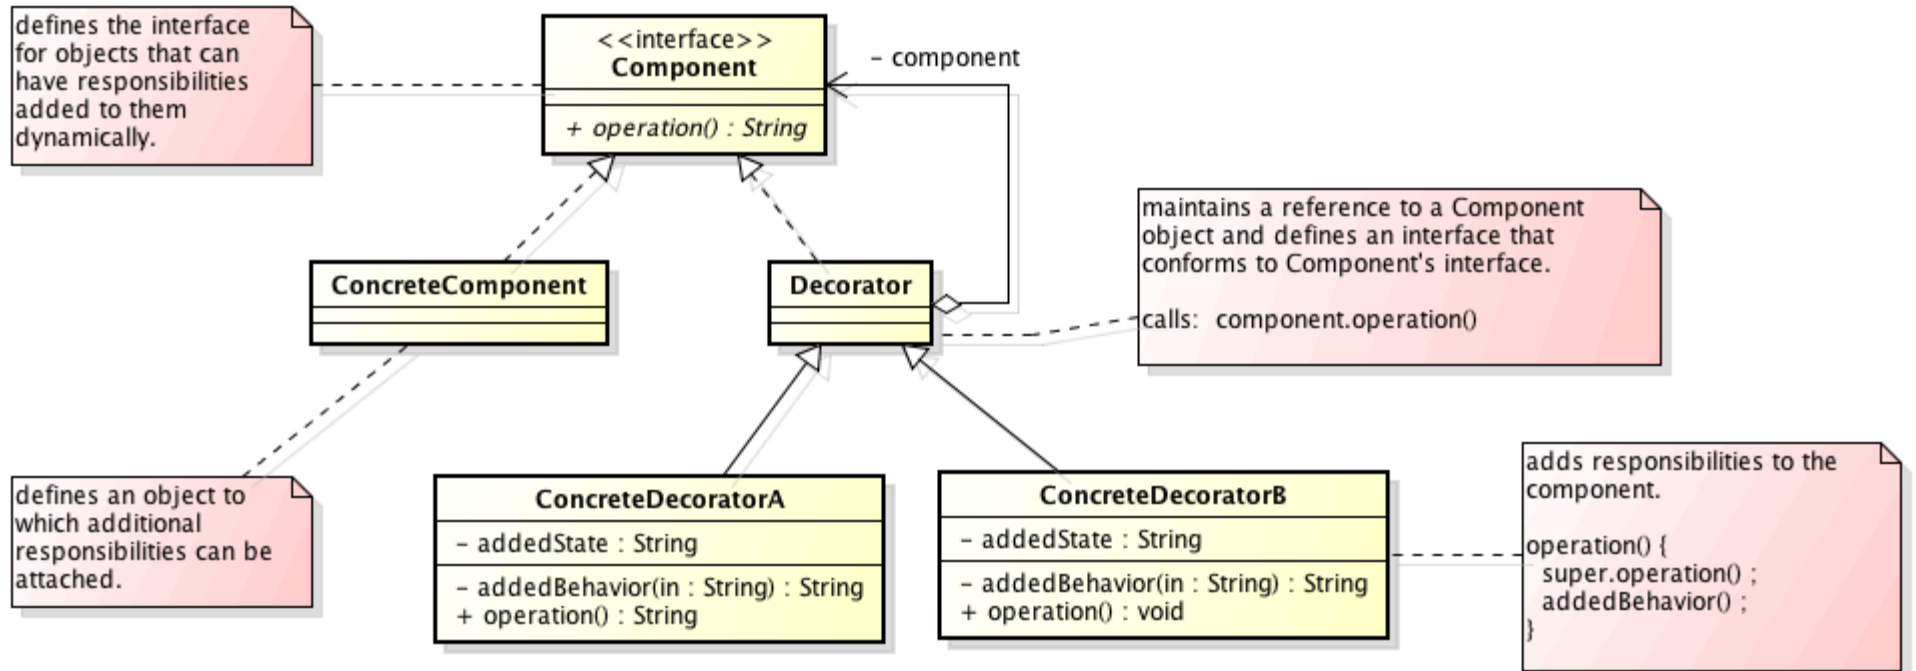 defines the interface
for objects that can
have responsibilities
added to them
dynamically.
<<interface>>
Component
+ operation() : String
– component
maintains a reference to a Component
object and defines an interface that
conforms to Component's interface.
calls:  component.operation()
ConcreteComponent
Decorator
defines an object to
which additional
responsibilities can be
attached.
ConcreteDecoratorA
– addedState : String
– addedBehavior(in : String) : String
+ operation() : String
ConcreteDecoratorB
– addedState : String
– addedBehavior(in : String) : String
+ operation() : void
adds responsibilities to the
component.
operation() {
super.operation() ;
addedBehavior() ;
}